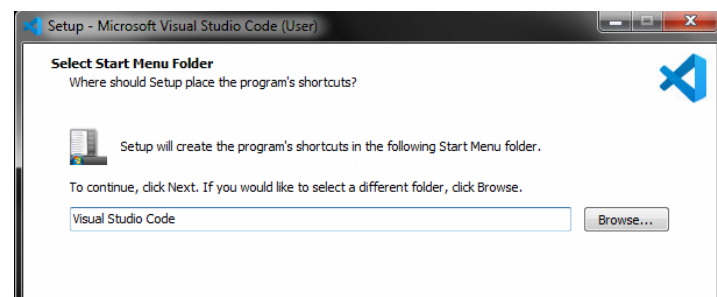 Setup - Microsoft Visual Studio Code (User)
Select Start Menu Folder
Where should Setup place the program's shortcuts?
Setup will create the program's shortcuts in the following Start Menu folder.
To continue, click Next. If you would like to select a different folder, click Browse.
Visual Studio Code
Browse...